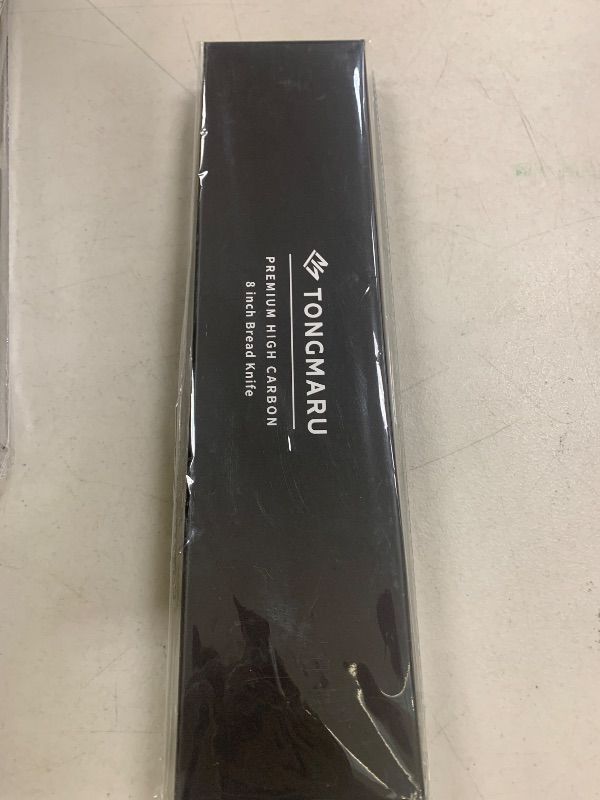 TONGMARU
PREMIUM HIGH CARBON
8 inch Bread Knife